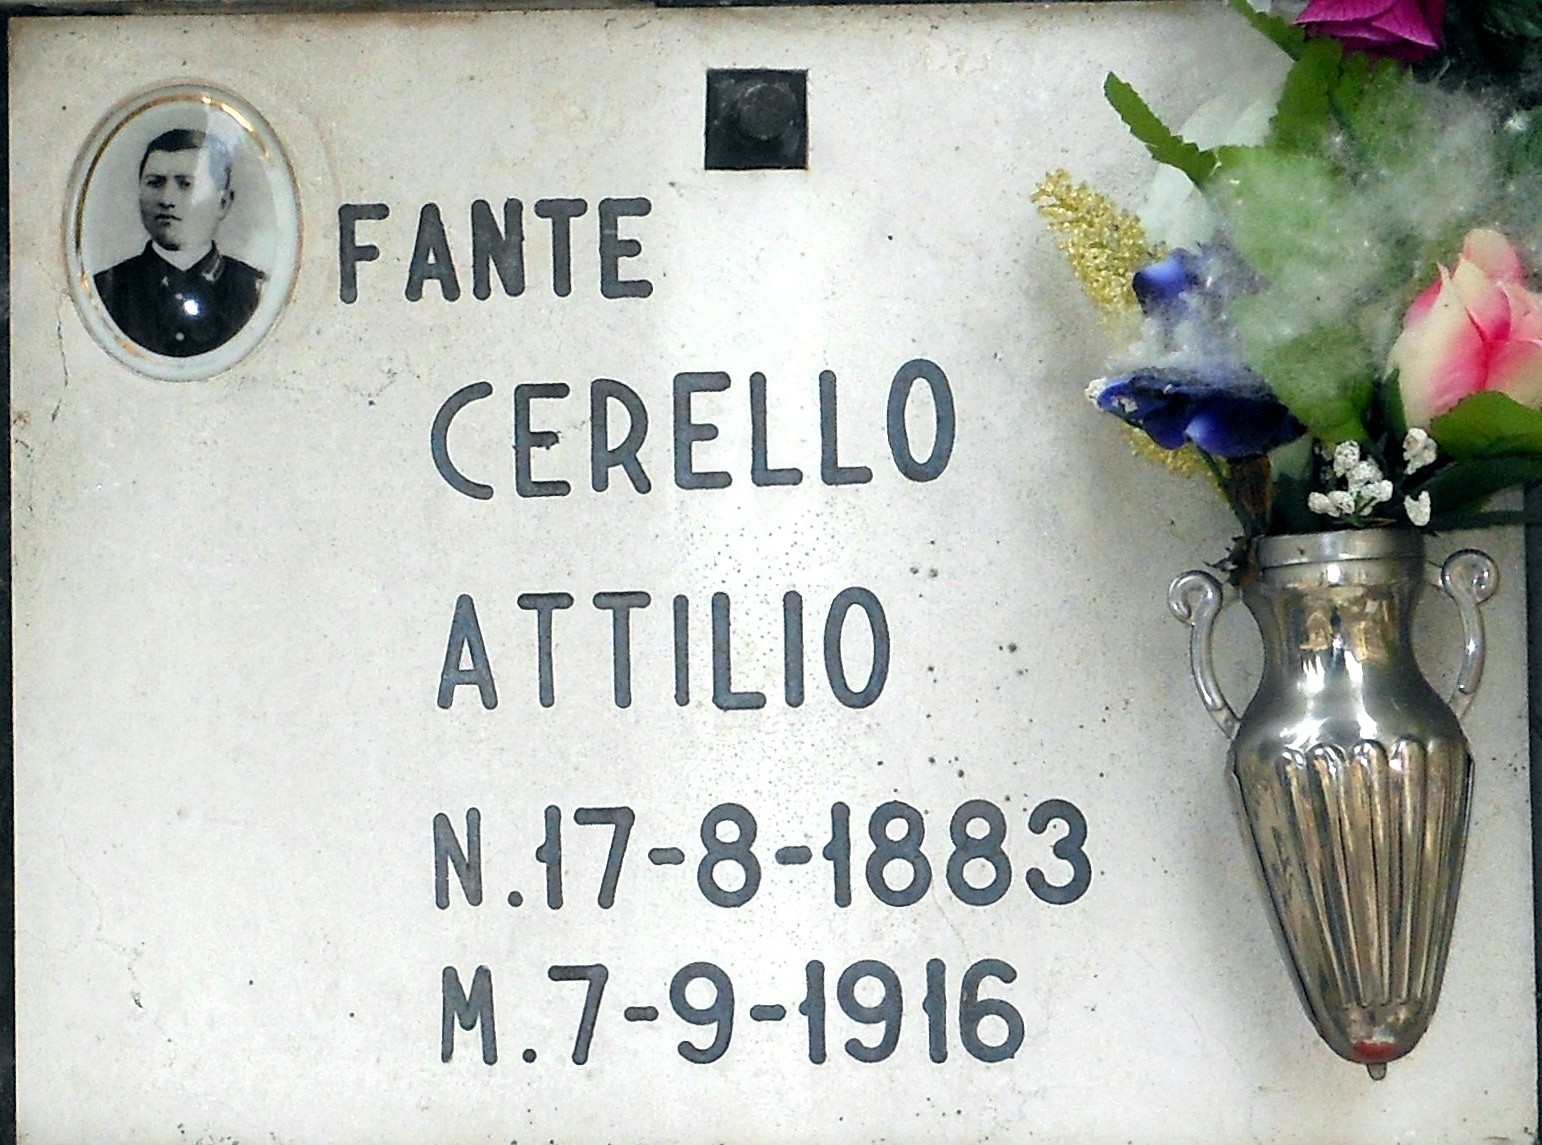 FANTE
CERELLO
ATTILIO
N.17-8-1883
M.7-9-1916